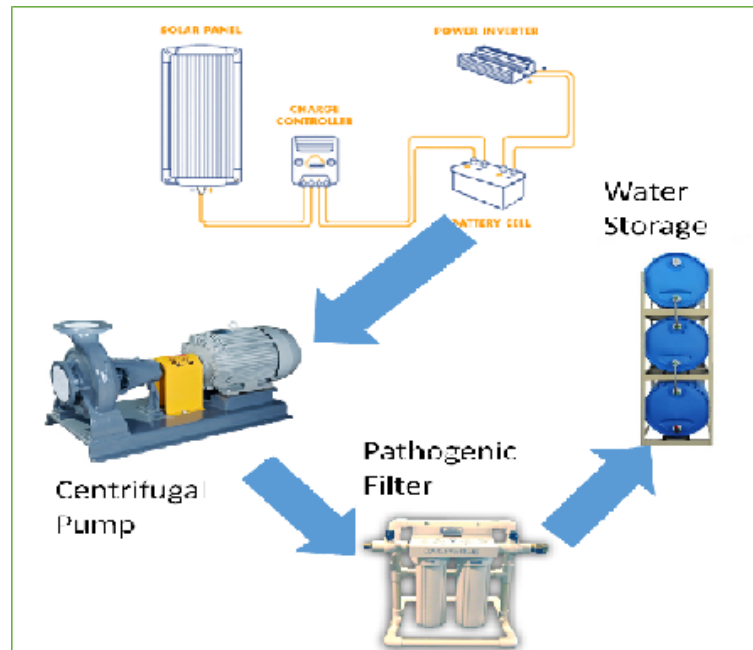 SOLAR PANEL
POWER INVERTER
CHARGE
CONTROLLER
BATTERY CELL
Water
Storage
Centrifugal
Pump
Pathogenic
Filter